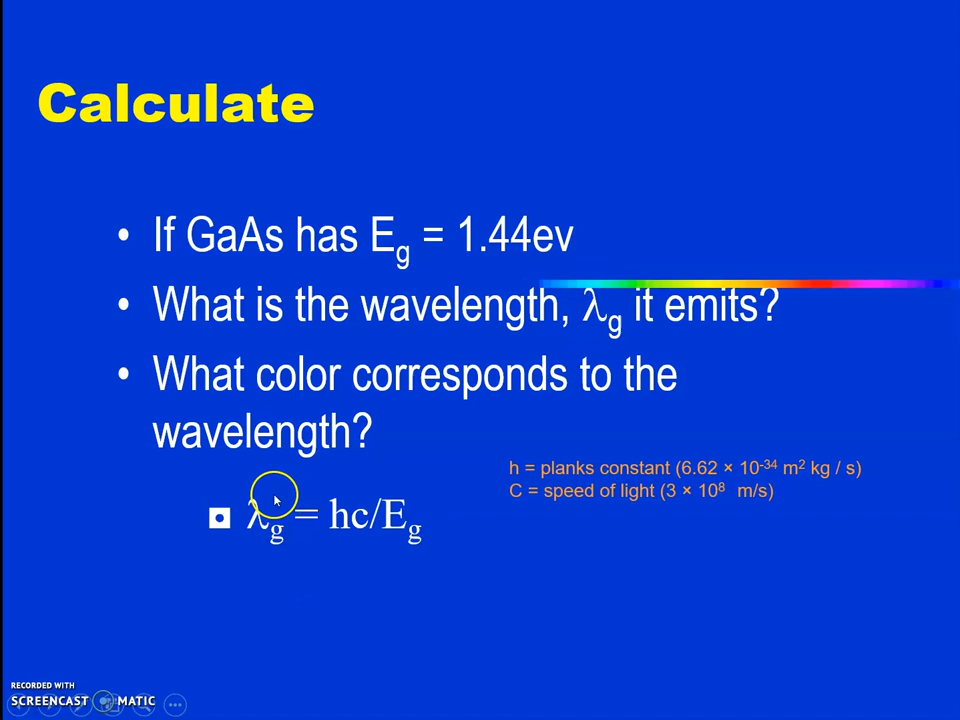 Calculate
• If GaAs has Eg = 1.44ev
• What is the wavelength, λg it emits?
• What color corresponds to the
wavelength?
h = planks constant (6.62 × 10⁻³⁴ m² kg / s)
C = speed of light (3 × 10⁸ m/s)
λg = hc/Eg
RECORDED WITH
SCREENCAST MATIC